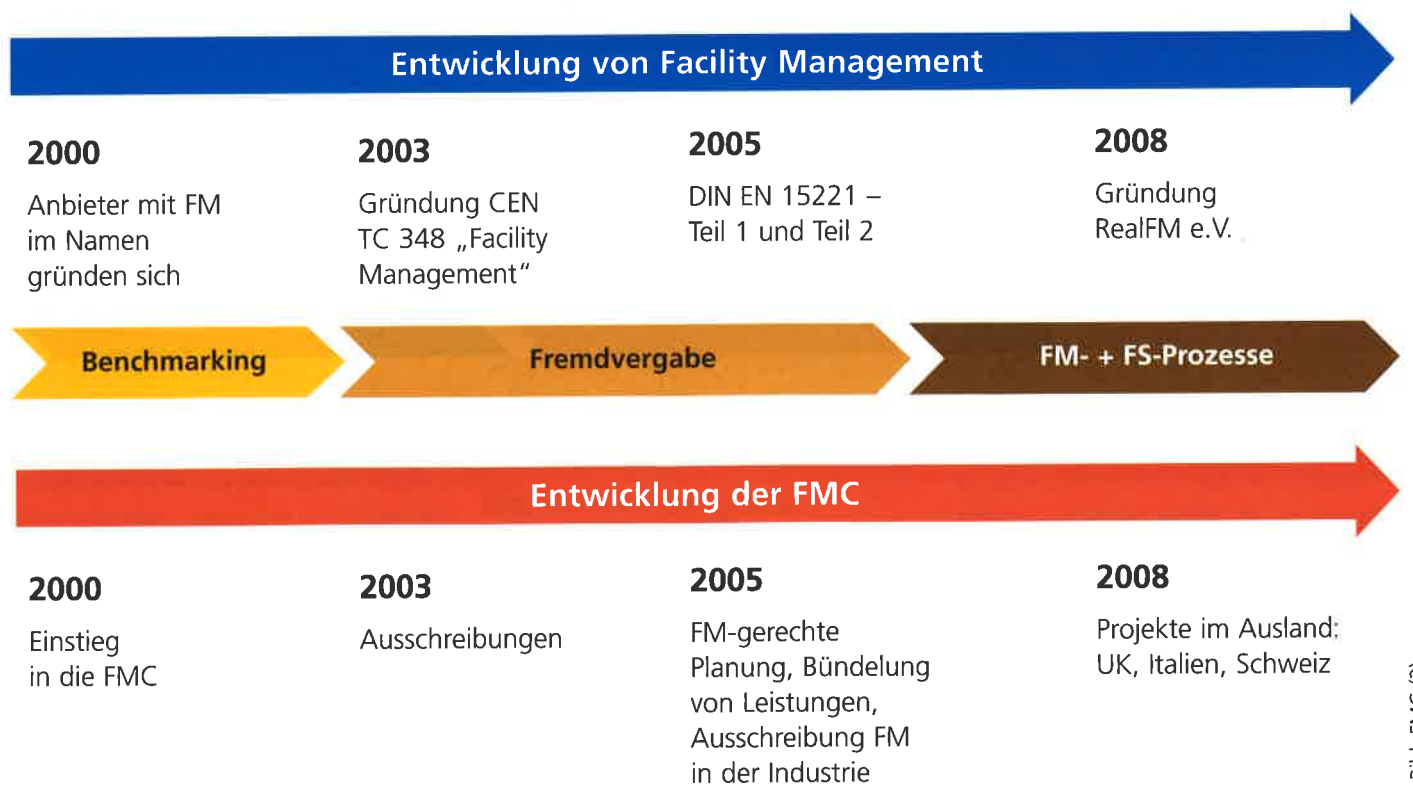 Entwicklung von Facility Management
2000
Anbieter mit FM
im Namen
gründen sich
2003
Gründung CEN
TC 348 „Facility
Management“
2005
DIN EN 15221 –
Teil 1 und Teil 2
2008
Gründung
RealFM e.V.
Benchmarking
Fremdvergabe
FM- + FS-Prozesse
Entwicklung der FMC
2000
Einstieg
in die FMC
2003
Ausschreibungen
2005
FM-gerechte
Planung, Bündelung
von Leistungen,
Ausschreibung FM
in der Industrie
2008
Projekte im Ausland:
UK, Italien, Schweiz